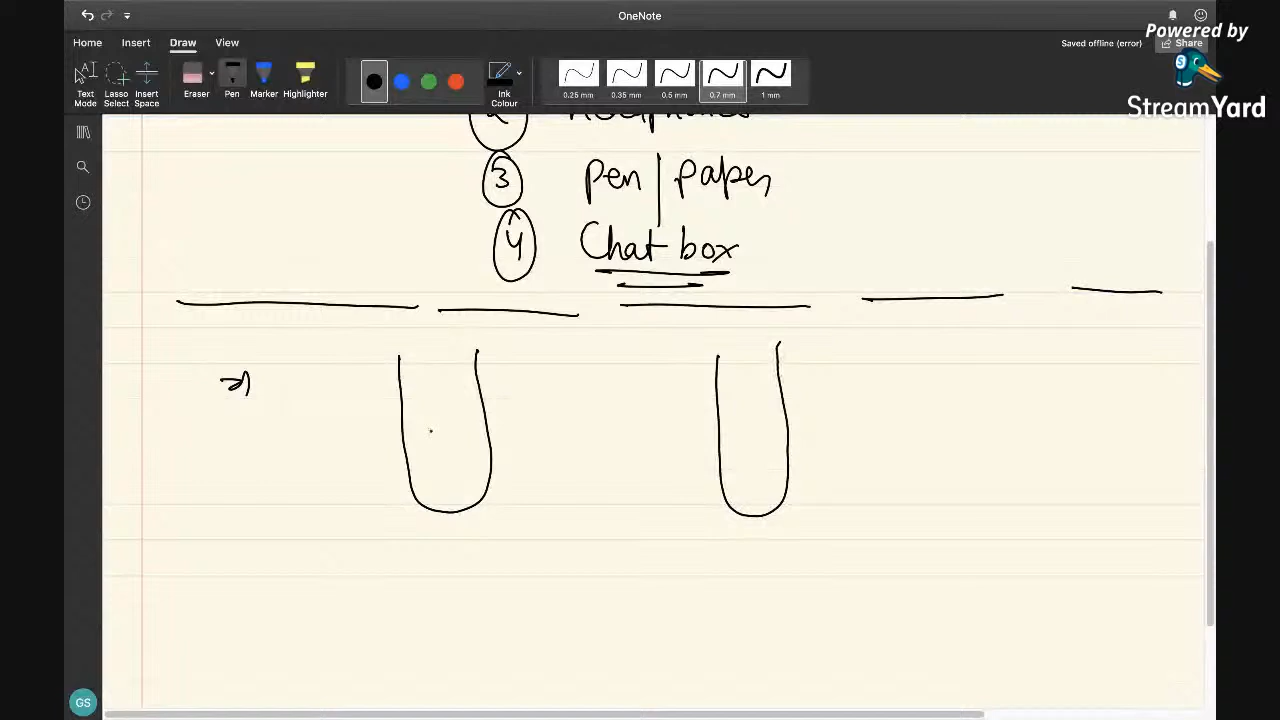 OneNote
Powered by
Home Insert Draw View
Saved offline (error) Share
StreamYard
Text Mode
Lasso Select
Insert Space
Eraser
Pen
Marker
Highlighter
Ink Colour
0.25 mm 0.35 mm 0.5 mm 0.7 mm 1 mm
2 Headphones
3 Pen | Paper
4 Chat box
GS